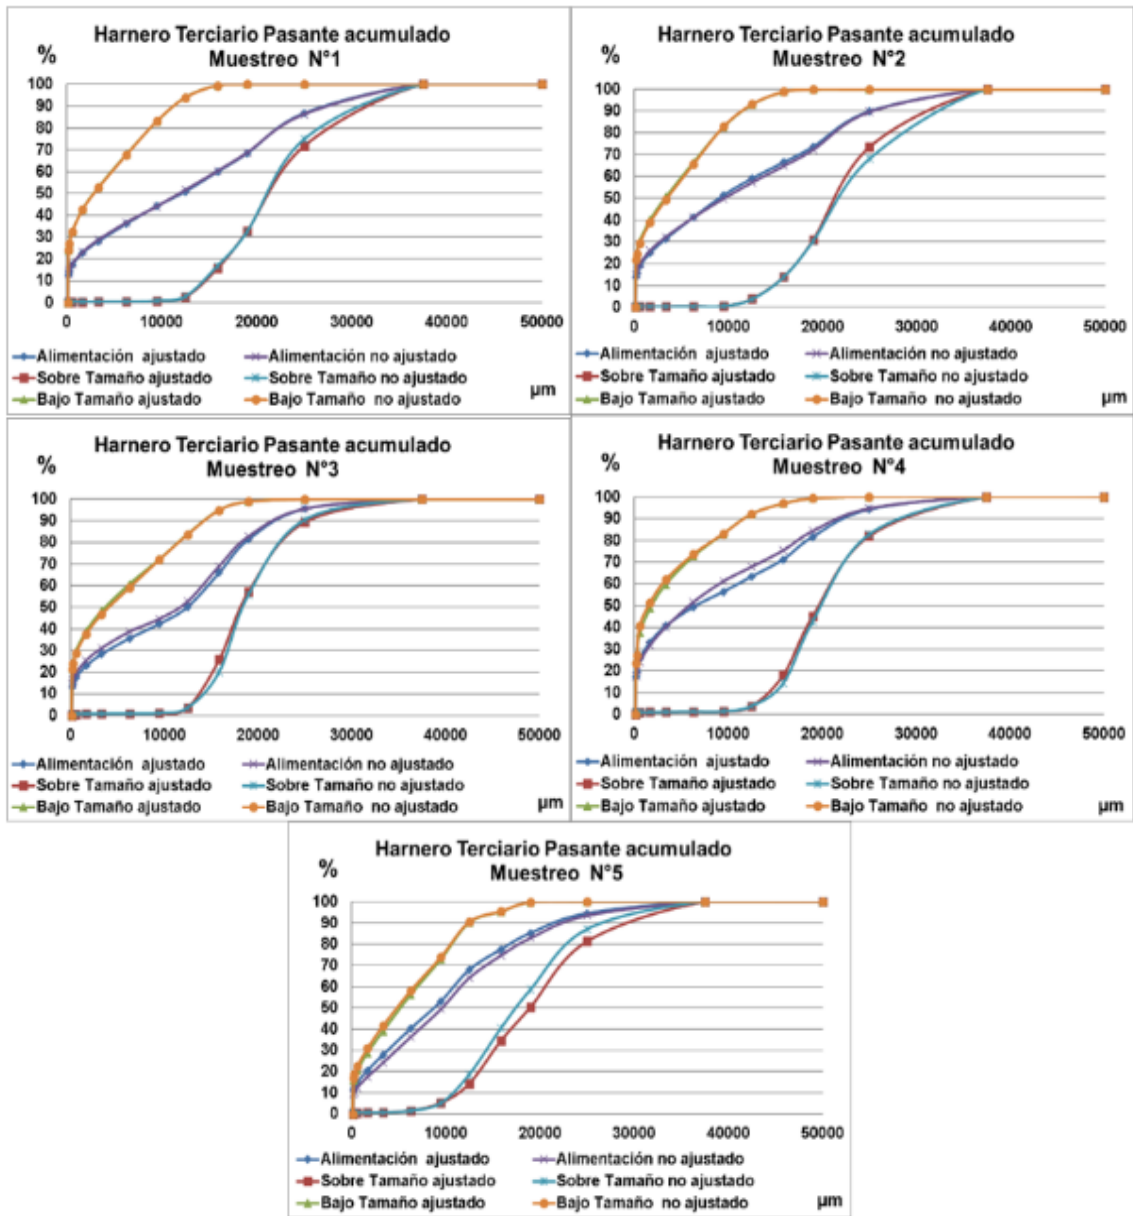 Harnero Terciario Pasante acumulado
% Muestreo N°1
100
90
80
70
60
50
40
30
20
10
0
0 10000 20000 30000 40000 50000
Alimentación ajustado Alimentación no ajustado
Sobre Tamaño ajustado Sobre Tamaño no ajustado
Bajo Tamaño ajustado Bajo Tamaño no ajustado µm
Harnero Terciario Pasante acumulado
% Muestreo N°2
100
90
80
70
60
50
40
30
20
10
0
0 10000 20000 30000 40000 50000
Alimentación ajustado Alimentación no ajustado
Sobre Tamaño ajustado Sobre Tamaño no ajustado
Bajo Tamaño ajustado Bajo Tamaño no ajustado µm
Harnero Terciario Pasante acumulado
% Muestreo N°3
100
90
80
70
60
50
40
30
20
10
0
0 10000 20000 30000 40000 50000
Alimentación ajustado Alimentación no ajustado
Sobre Tamaño ajustado Sobre Tamaño no ajustado
Bajo Tamaño ajustado Bajo Tamaño no ajustado µm
Harnero Terciario Pasante acumulado
% Muestreo N°4
100
90
80
70
60
50
40
30
20
10
0
0 10000 20000 30000 40000 50000
Alimentación ajustado Alimentación no ajustado
Sobre Tamaño ajustado Sobre Tamaño no ajustado
Bajo Tamaño ajustado Bajo Tamaño no ajustado µm
Harnero Terciario Pasante acumulado
% Muestreo N°5
100
90
80
70
60
50
40
30
20
10
0
0 10000 20000 30000 40000 50000
Alimentación ajustado Alimentación no ajustado
Sobre Tamaño ajustado Sobre Tamaño no ajustado
Bajo Tamaño ajustado Bajo Tamaño no ajustado µm